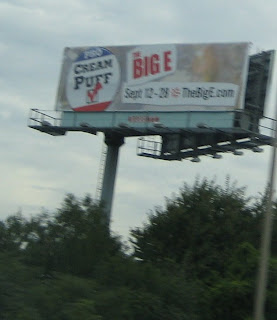 CREAM
PUFF
THE
BIG E
Sept 12-28 TheBigE.com